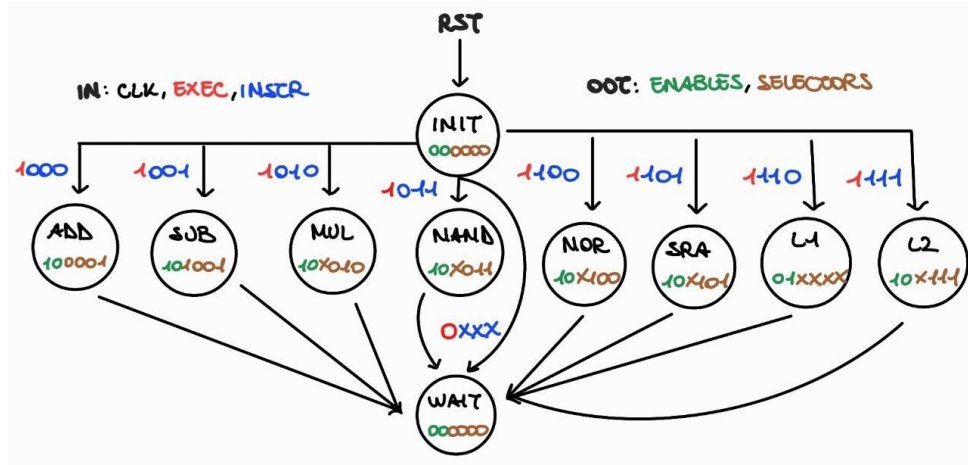 RST
IN: CLK, EXEC, INSTR
OUT: ENABLES, SELECTORS
INIT
000000
1000
1001
1010
1011
1100
1101
1110
1111
ADD
100001
SUB
101001
MUL
10X010
NAND
10X011
NOR
10X100
SRA
10X101
L1
01XXXX
L2
10X111
0XXX
WAIT
000000